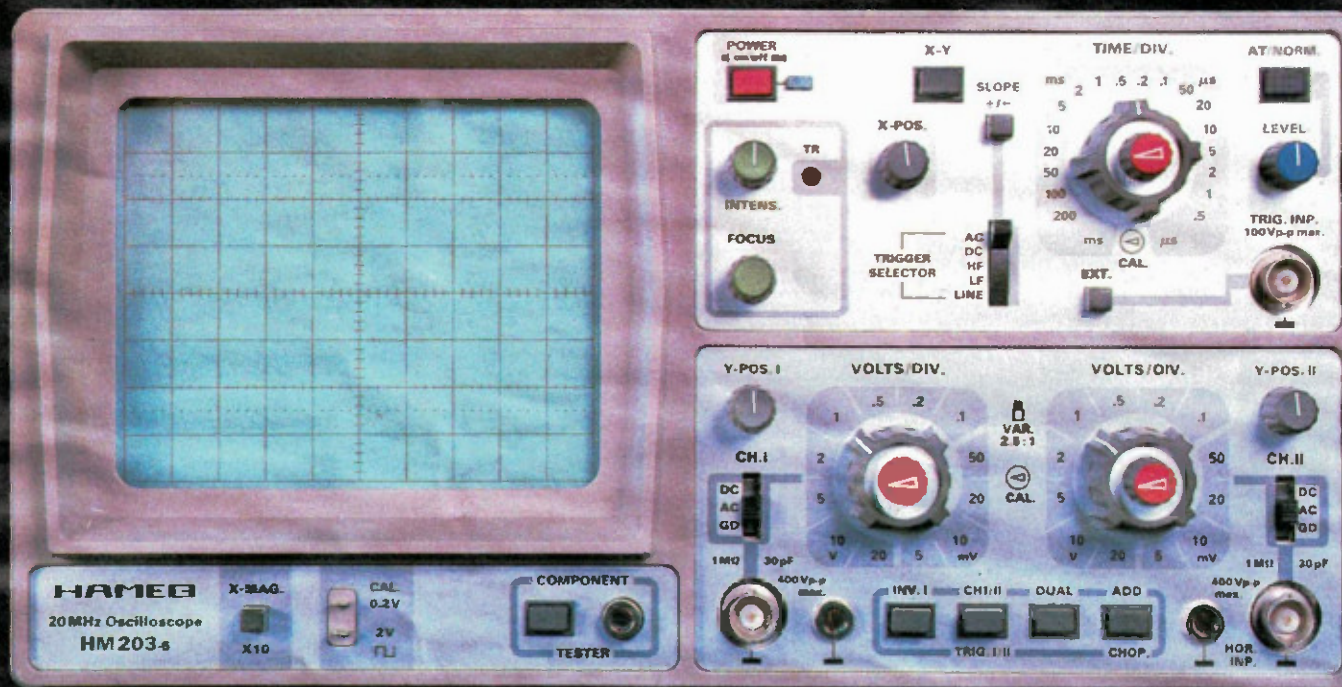 POWER
X-Y
TIME/DIV.
AT/NORM.
SLOPE
+/-
ms 2 1 .5 .2 .1 50 µs
5 20
10 10
20 5
50 2
100 1
200 .5
ms µs
CAL.
X-POS.
TR
LEVEL
INTENS.
FOCUS
TRIGGER
SELECTOR
AC
DC
HF
LF
LINE
EXT.
TRIG. INP.
100Vp-p max.
Y-POS. I
VOLTS/DIV.
VOLTS/DIV.
Y-POS. II
.5 .2
1 .1
2 50
5 20
10 10
V 20 5 mV
VAR.
2.5:1
CAL.
.5 .2
1 .1
2 50
5 20
10 10
V 20 5 mV
CH.I
DC
AC
GD
CH.II
DC
AC
GD
1MΩ 30pF
400Vp-p
max.
INV. I
CHI/II
DUAL
ADD
TRIG. I/II
CHOP.
400Vp-p
max.
1MΩ 30pF
HOR.
INP.
HAMEG
20MHz Oscilloscope
HM203-6
X-MAG.
X10
CAL.
0.2V
2V
COMPONENT
TESTER